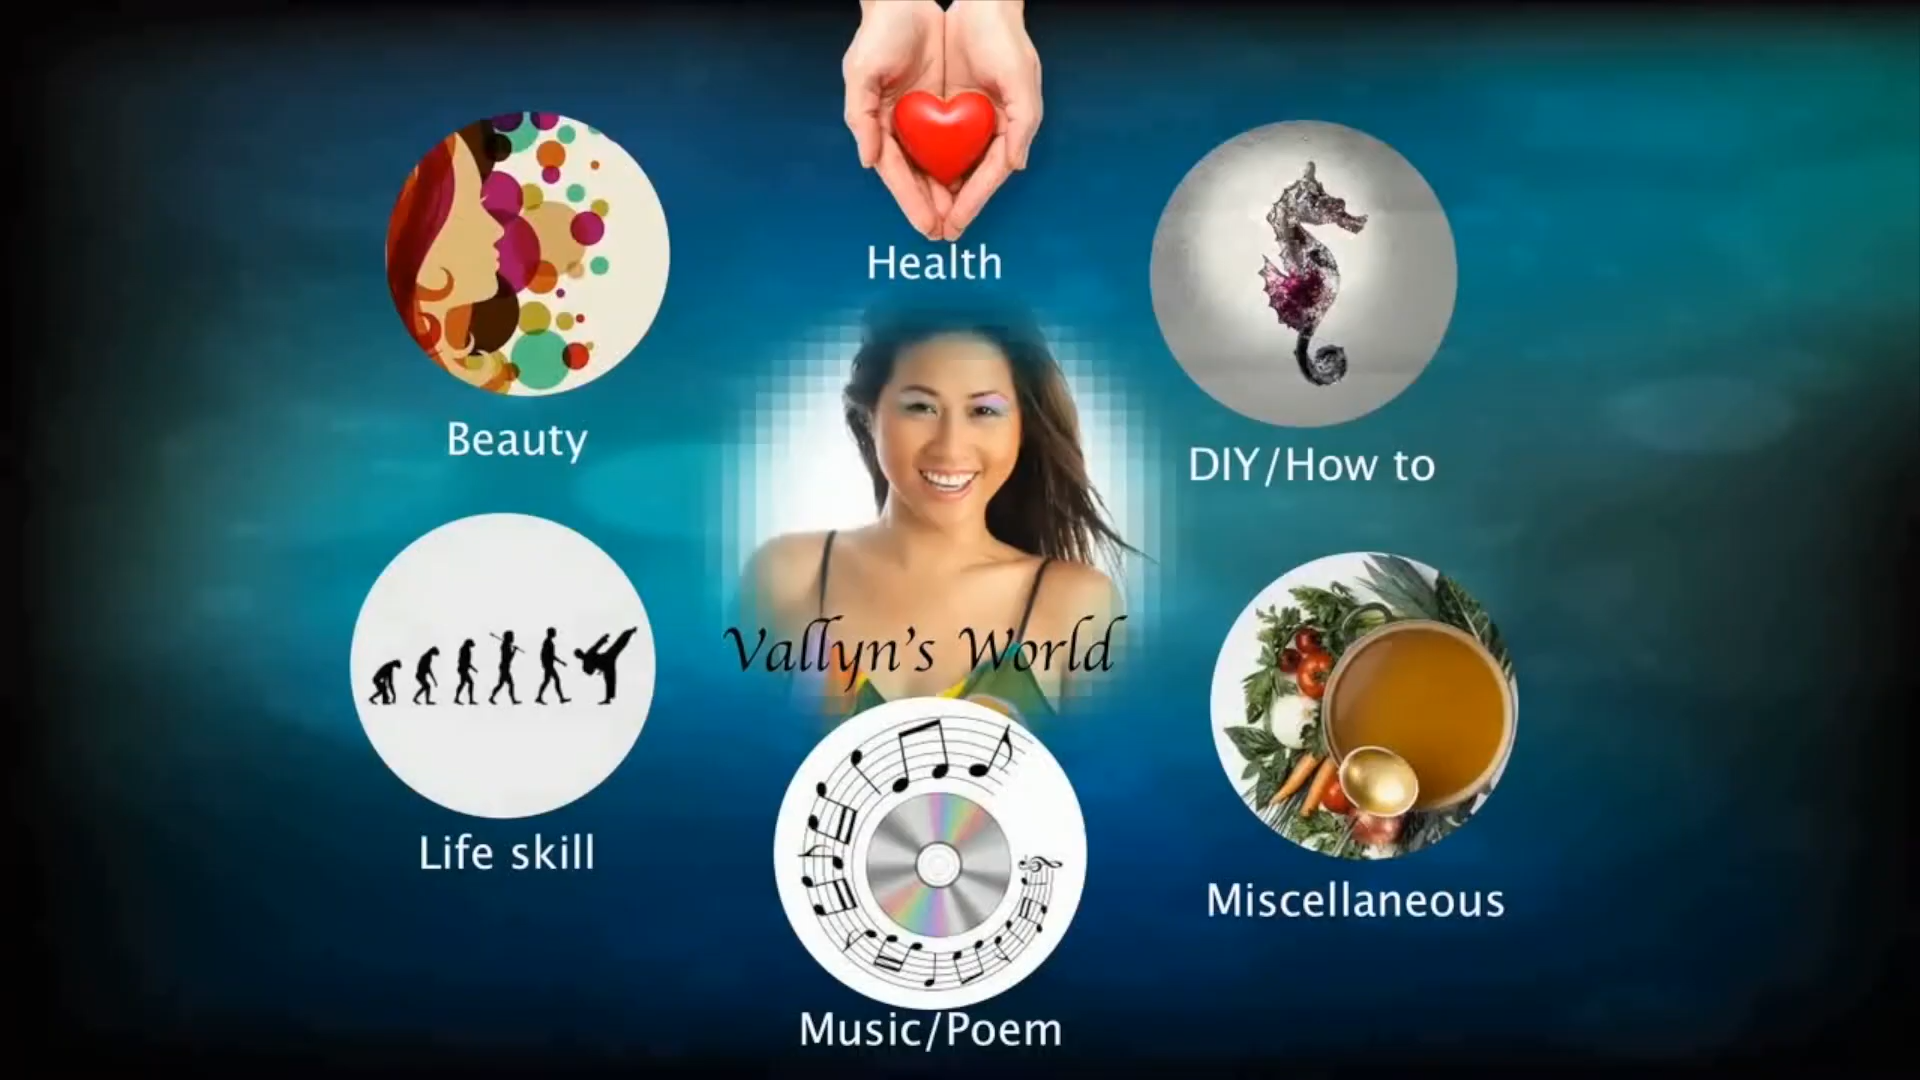 Health
Beauty
DIY/How to
Vallyn's World
Life skill
Miscellaneous
Music/Poem